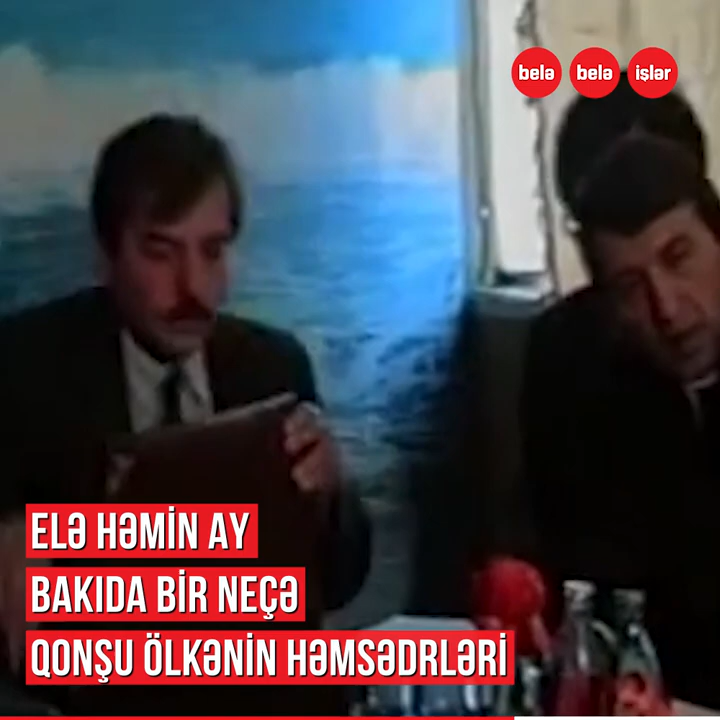 belə belə işlər
ELƏ HƏMİN AY
BAKIDA BİR NEÇƏ
QONŞU ÖLKƏNİN HƏMSƏDRLƏRİ